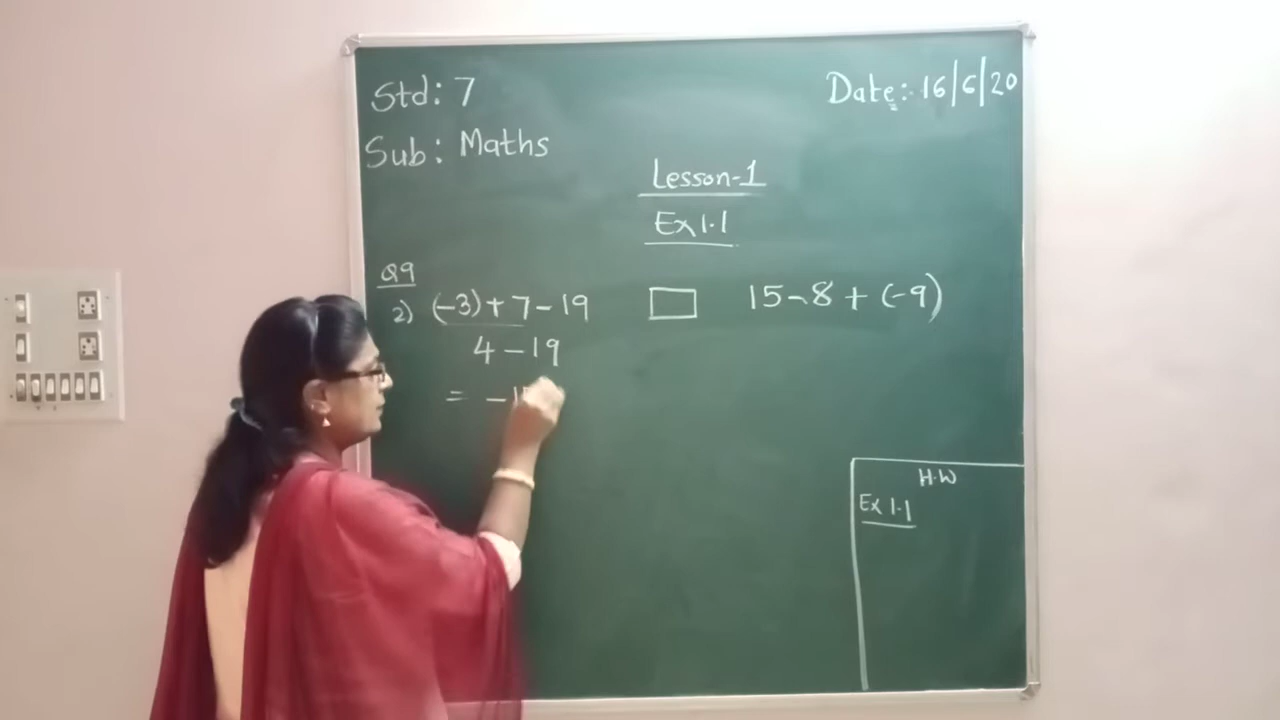 Std: 7
Date: 16/6/20
Sub: Maths
Lesson-1
Ex 1.1
Q9
2) (-3) + 7 - 19 □ 15 - 8 + (-9)
4 - 19
= -1
H.W
Ex 1.1